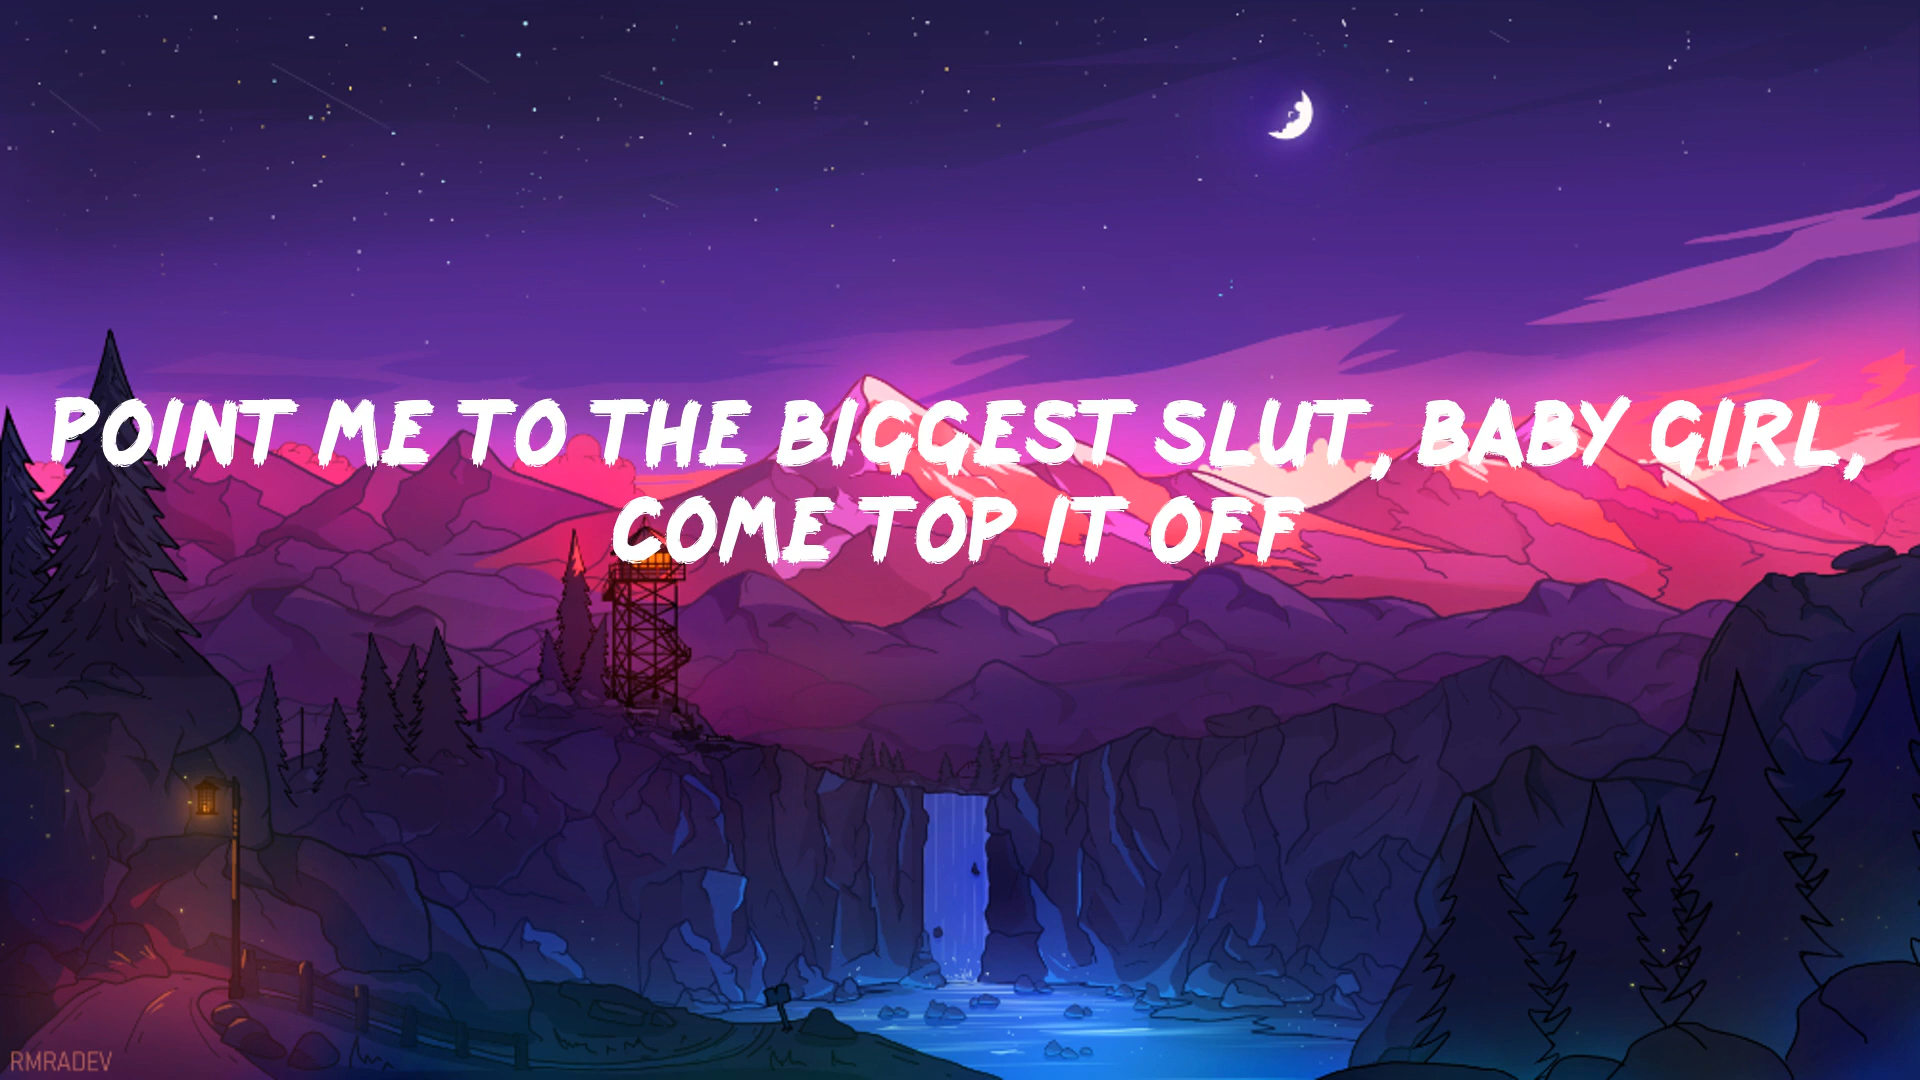 POINT ME TO THE BIGGEST SLUT, BABY GIRL,
COME TOP IT OFF
RMRADEV